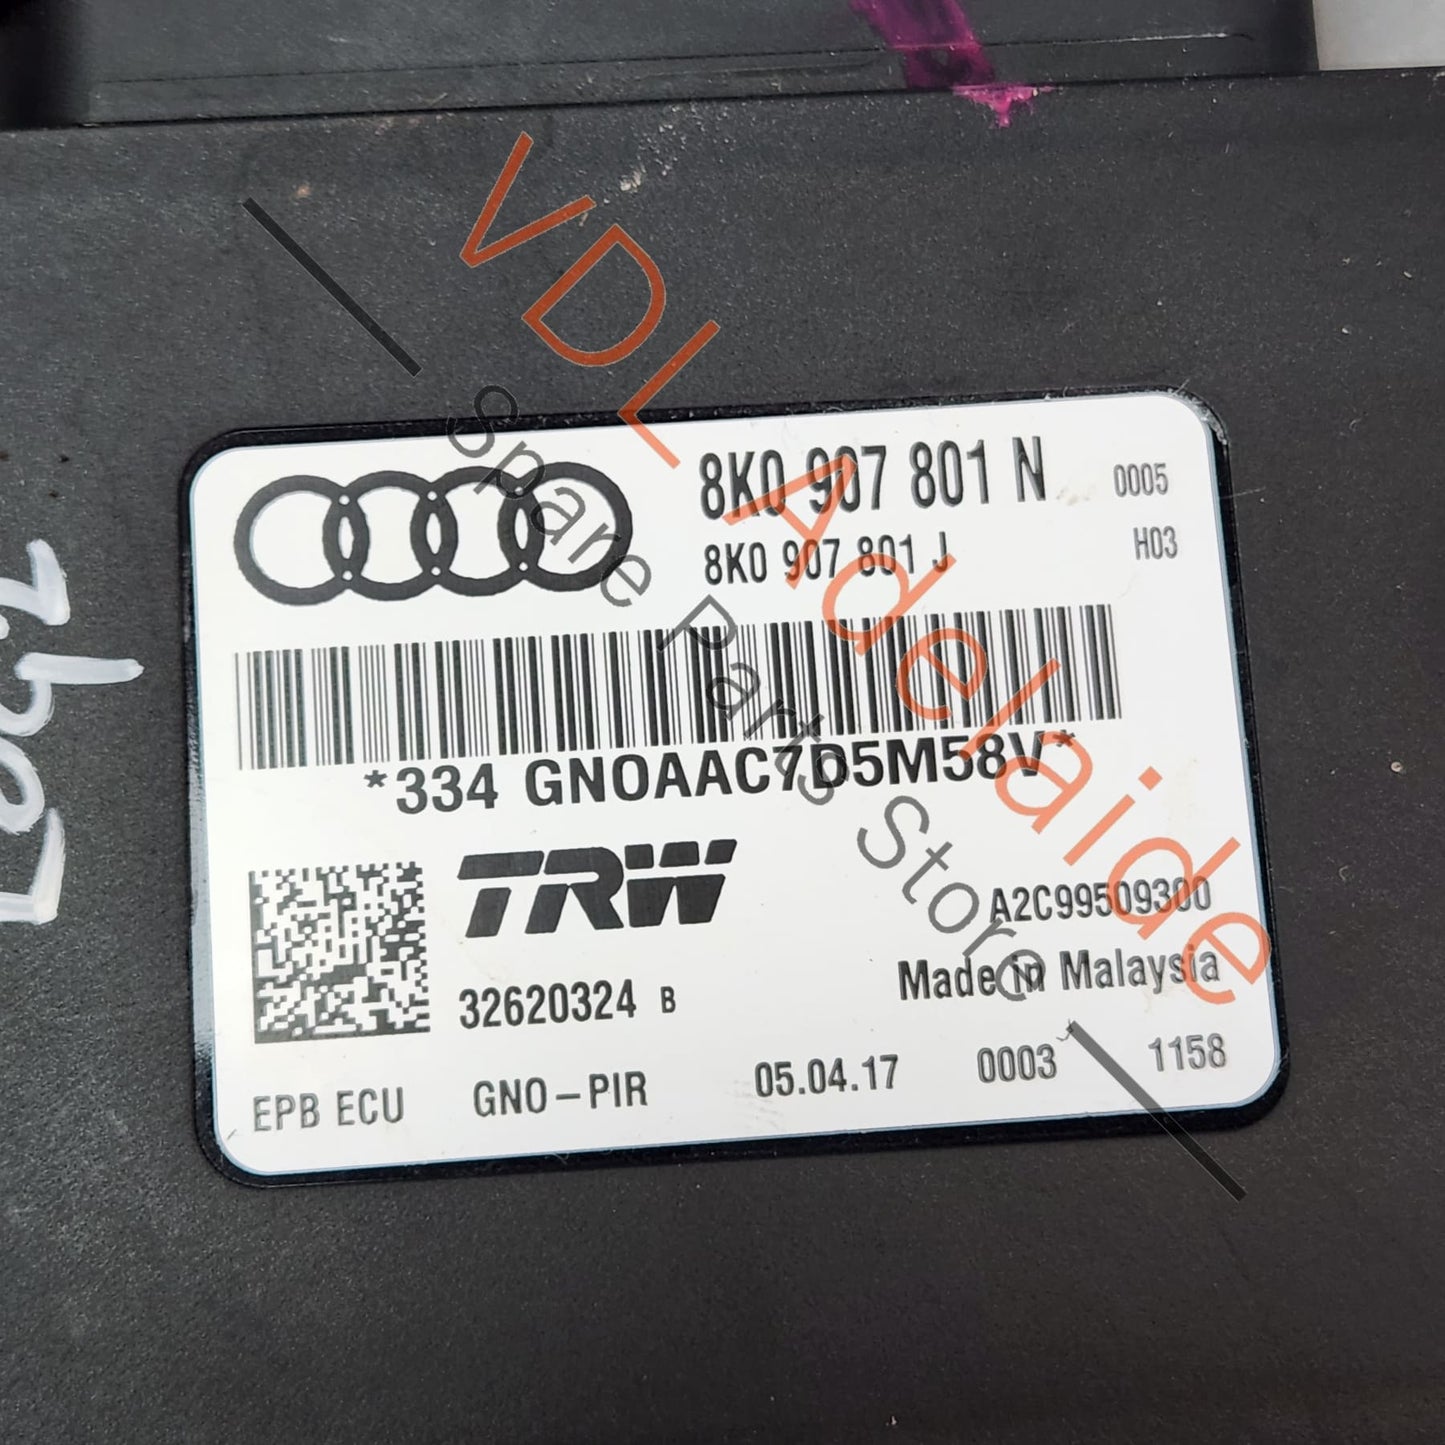 8K0 907 801 N 0005
8K0 907 801 J H03
*334 GNOAAC7D5M58V*
TRW
A2C99509300
32620324 B
Made in Malaysia
EPB ECU GNO-PIR 05.04.17 0003 1158
VDL Adelaide
Spare Parts Store